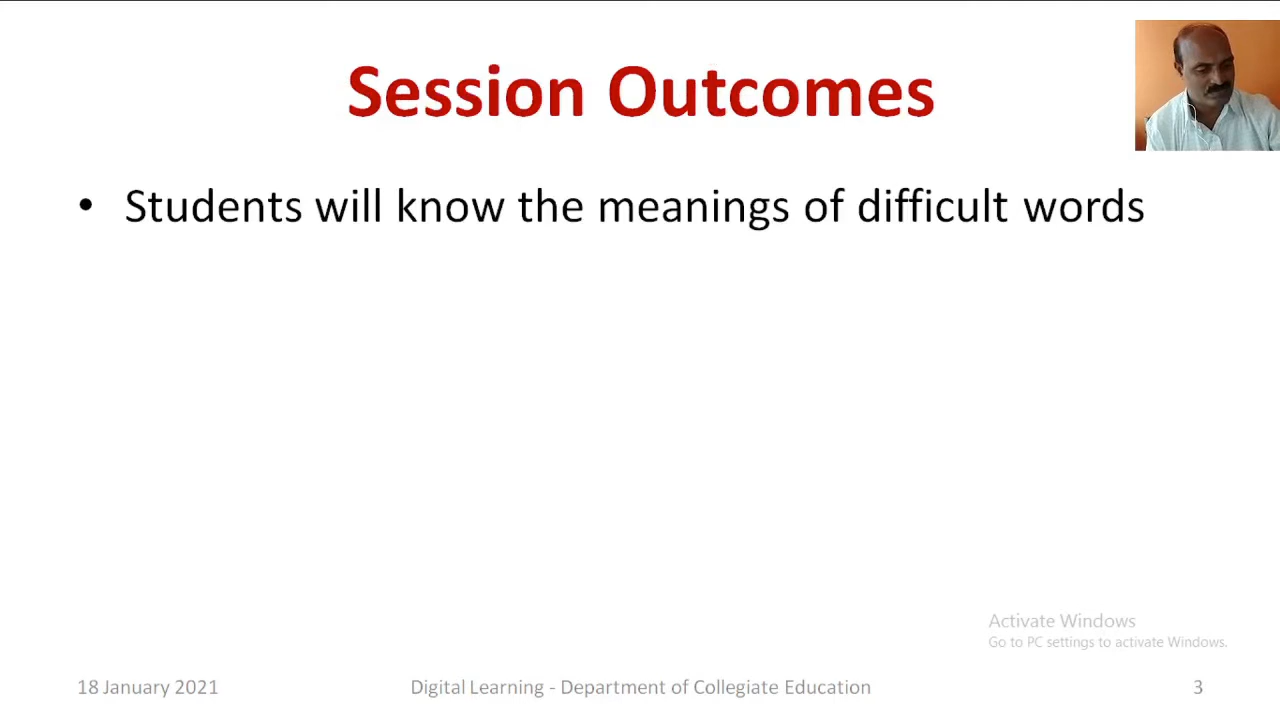 Session Outcomes
• Students will know the meanings of difficult words
Activate Windows
Go to PC settings to activate Windows.
18 January 2021
Digital Learning - Department of Collegiate Education
3